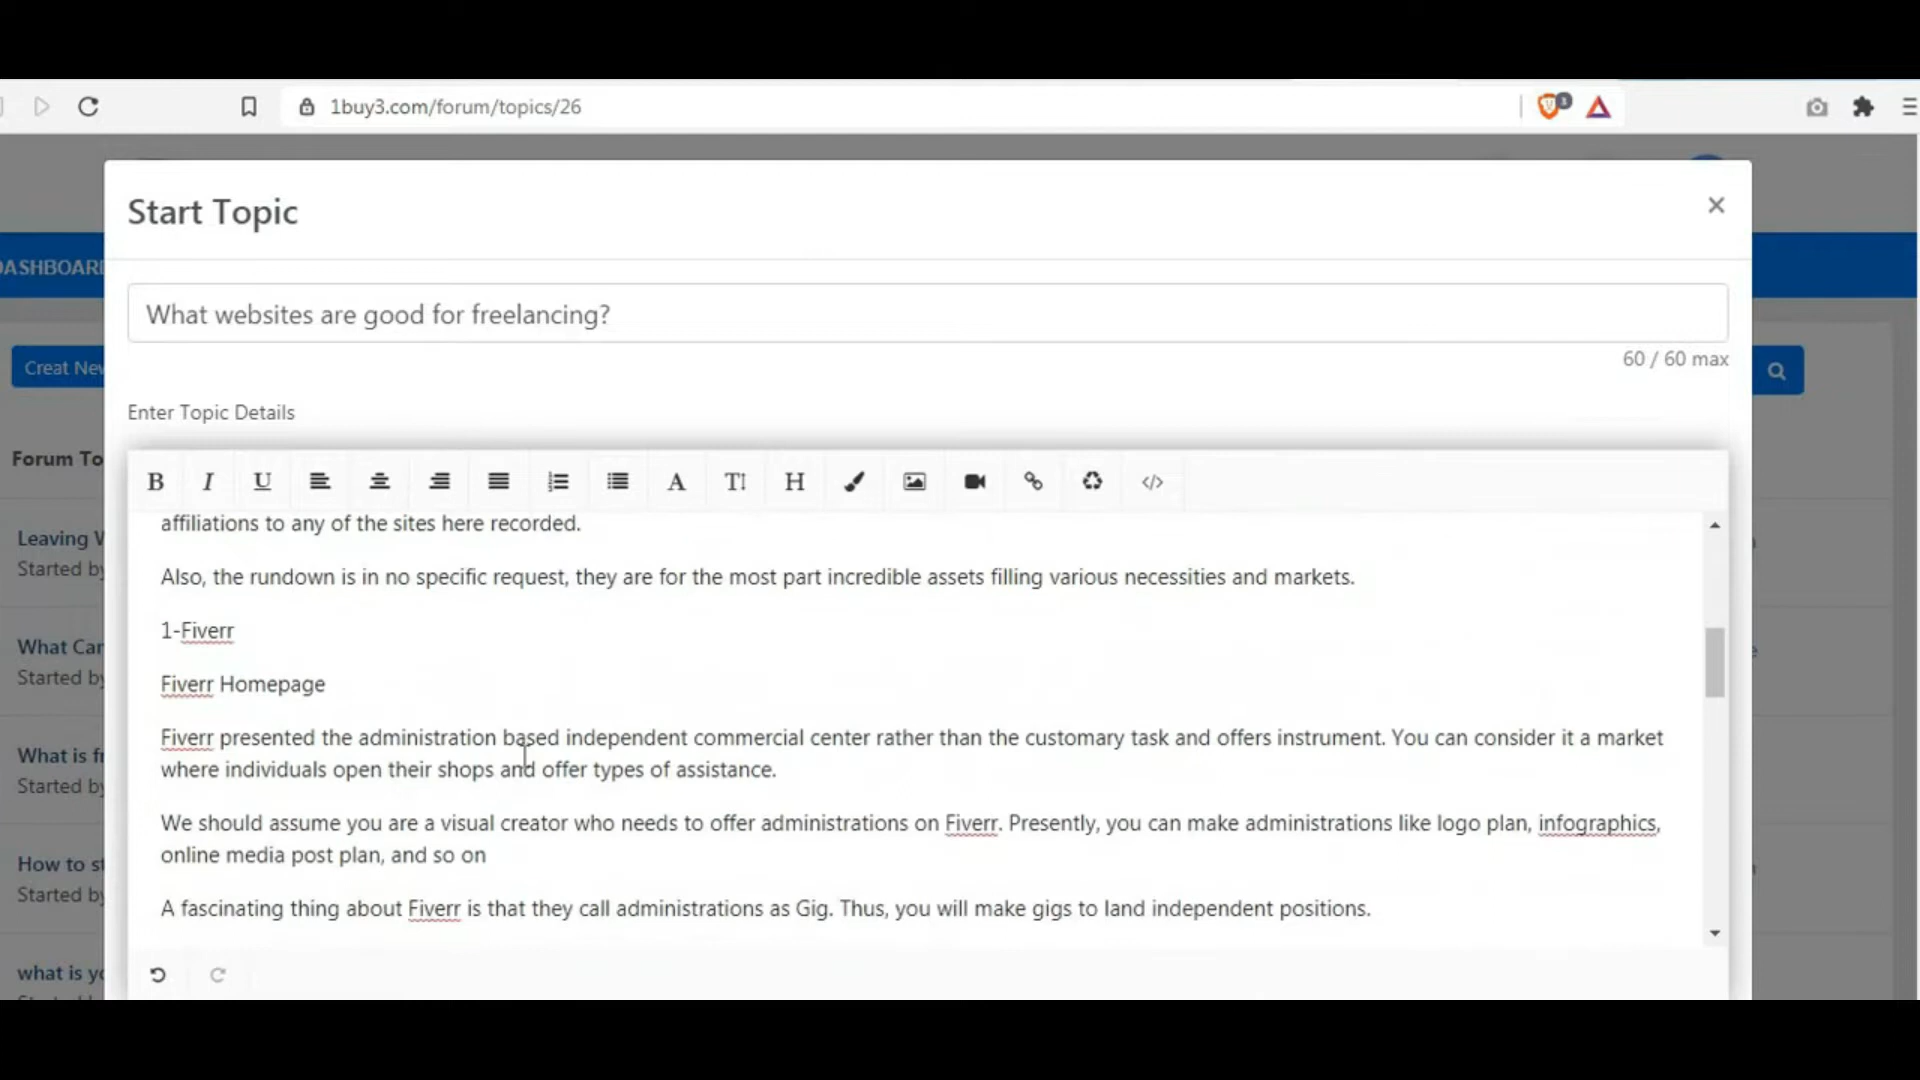 1buy3.com/forum/topics/26
3
Start Topic
×
DASHBOARD
What websites are good for freelancing?
60 / 60 max
Creat New
Enter Topic Details
Forum To
B I U A T H </>
affiliations to any of the sites here recorded.
Leaving W
Started by
Also, the rundown is in no specific request, they are for the most part incredible assets filling various necessities and markets.
1-Fiverr
What Car
Started by
Fiverr Homepage
Fiverr presented the administration based independent commercial center rather than the customary task and offers instrument. You can consider it a market
where individuals open their shops and offer types of assistance.
What is fr
Started by
We should assume you are a visual creator who needs to offer administrations on Fiverr. Presently, you can make administrations like logo plan, infographics,
online media post plan, and so on
How to st
Started by
A fascinating thing about Fiverr is that they call administrations as Gig. Thus, you will make gigs to land independent positions.
what is yo